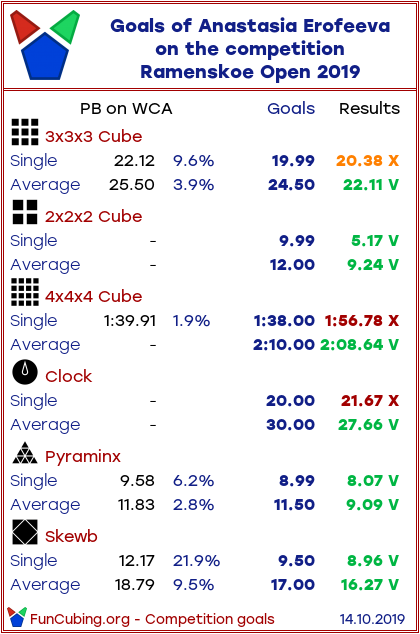 Goals of Anastasia Erofeeva
on the competition
Ramenskoe Open 2019
PB on WCA Goals Results
3x3x3 Cube
Single 22.12 9.6% 19.99 20.38 X
Average 25.50 3.9% 24.50 22.11 V
2x2x2 Cube
Single - 9.99 5.17 V
Average - 12.00 9.24 V
4x4x4 Cube
Single 1:39.91 1.9% 1:38.00 1:56.78 X
Average - 2:10.00 2:08.64 V
Clock
Single - 20.00 21.67 X
Average - 30.00 27.66 V
Pyraminx
Single 9.58 6.2% 8.99 8.07 V
Average 11.83 2.8% 11.50 9.09 V
Skewb
Single 12.17 21.9% 9.50 8.96 V
Average 18.79 9.5% 17.00 16.27 V
FunCubing.org - Competition goals 14.10.2019